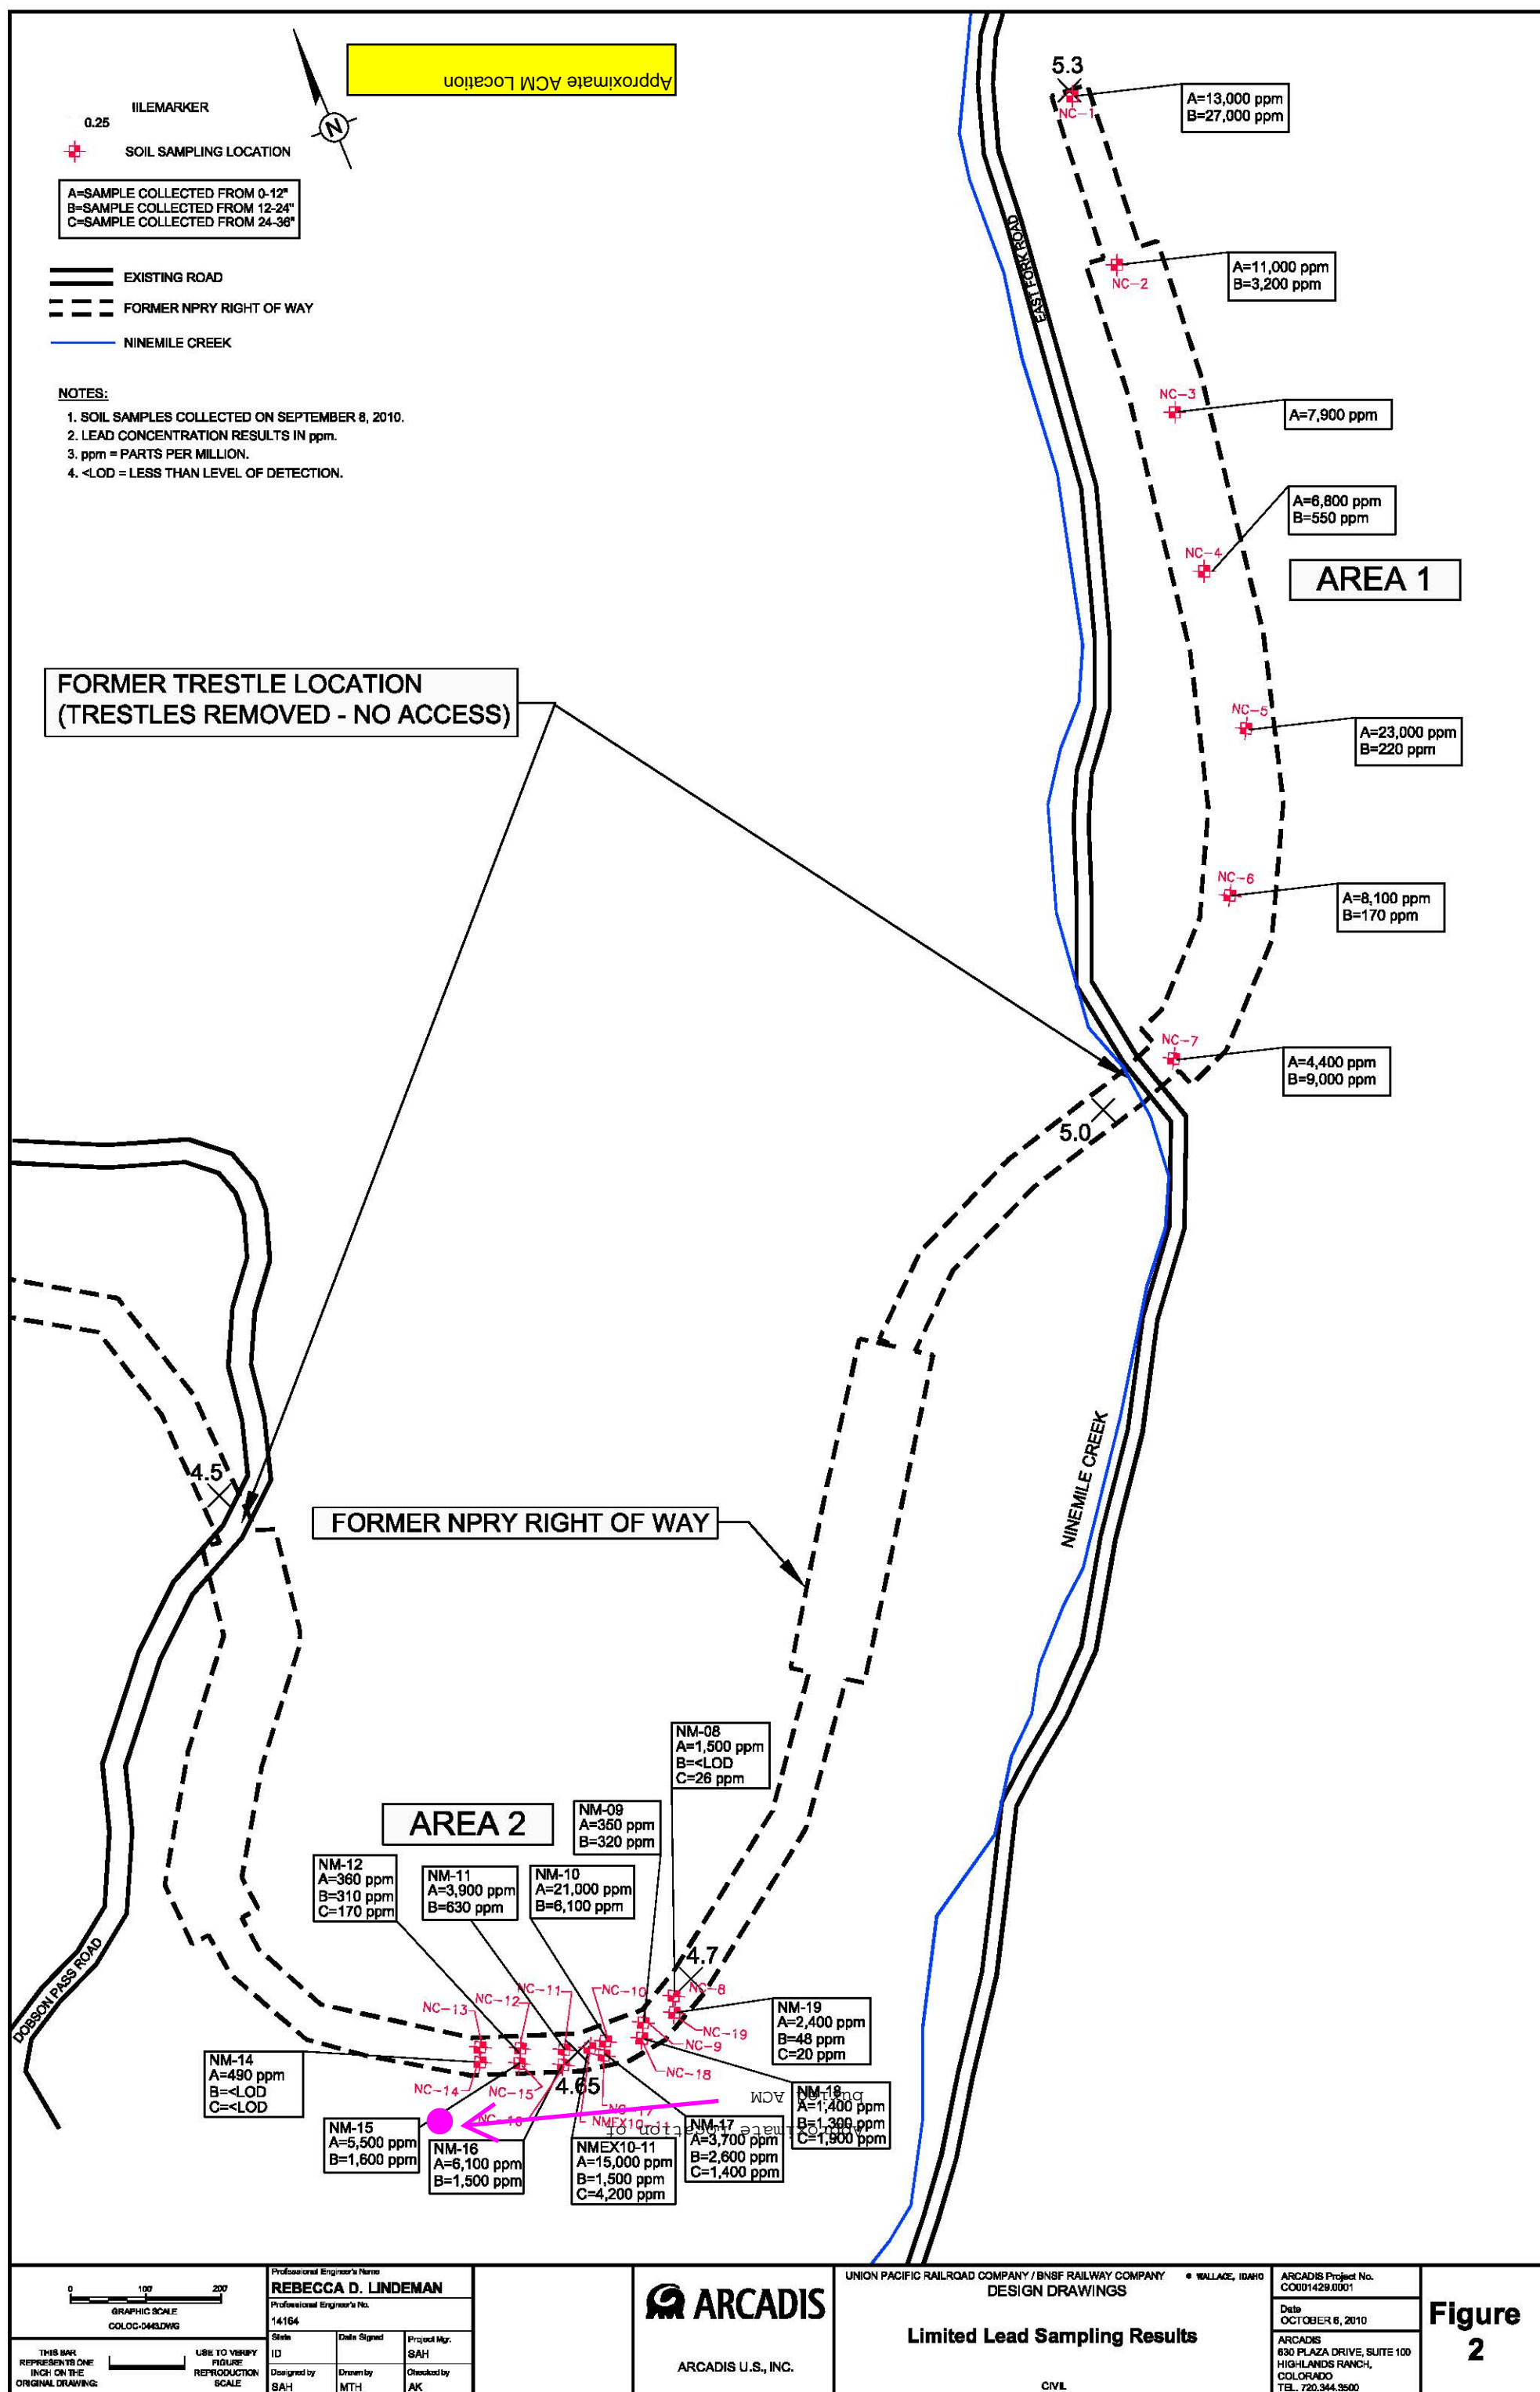 Approximate ACM Location
IILEMARKER
0.25
SOIL SAMPLING LOCATION
A=SAMPLE COLLECTED FROM 0-12"
B=SAMPLE COLLECTED FROM 12-24"
C=SAMPLE COLLECTED FROM 24-36"
EXISTING ROAD
FORMER NPRY RIGHT OF WAY
NINEMILE CREEK
NOTES:
1. SOIL SAMPLES COLLECTED ON SEPTEMBER 8, 2010.
2. LEAD CONCENTRATION RESULTS IN ppm.
3. ppm = PARTS PER MILLION.
4. <LOD = LESS THAN LEVEL OF DETECTION.
N
5.3
NC-1
A=13,000 ppm
B=27,000 ppm
EAST FORK ROAD
NC-2
A=11,000 ppm
B=3,200 ppm
NC-3
A=7,900 ppm
A=6,800 ppm
B=550 ppm
NC-4
AREA 1
FORMER TRESTLE LOCATION
(TRESTLES REMOVED - NO ACCESS)
NC-5
A=23,000 ppm
B=220 ppm
NC-6
A=8,100 ppm
B=170 ppm
NC-7
A=4,400 ppm
B=9,000 ppm
5.0
4.5
FORMER NPRY RIGHT OF WAY
NINEMILE CREEK
NM-08
A=1,500 ppm
B=<LOD
C=26 ppm
AREA 2
NM-09
A=350 ppm
B=320 ppm
NM-12
A=360 ppm
B=310 ppm
C=170 ppm
NM-11
A=3,900 ppm
B=630 ppm
NM-10
A=21,000 ppm
B=6,100 ppm
DOBSON PASS ROAD
4.7
NC-13
NC-12
NC-11
NC-10
NC-8
NC-19
NC-9
NC-18
NM-19
A=2,400 ppm
B=48 ppm
C=20 ppm
NM-14
A=490 ppm
B=<LOD
C=<LOD
NC-14
NC-15
4.65
NC-16
NC-17
NMEX10-11
Approximate Location of
buried ACM
NM-18
A=1,400 ppm
B=1,300 ppm
C=1,900 ppm
NM-15
A=5,500 ppm
B=1,600 ppm
NM-16
A=6,100 ppm
B=1,500 ppm
NMEX10-11
A=15,000 ppm
B=1,500 ppm
C=4,200 ppm
NM-17
A=3,700 ppm
B=2,600 ppm
C=1,400 ppm
0 100' 200'
GRAPHIC SCALE
COLOC-0443.DWG
THIS BAR
REPRESENTS ONE
INCH ON THE
ORIGINAL DRAWING:
USE TO VERIFY
FIGURE
REPRODUCTION
SCALE
Professional Engineer's Name
REBECCA D. LINDEMAN
Professional Engineer's No.
14164
State
ID
Date Signed
Project Mgr.
SAH
Designed by
SAH
Drawn by
MTH
Checked by
AK
ARCADIS
ARCADIS U.S., INC.
UNION PACIFIC RAILROAD COMPANY / BNSF RAILWAY COMPANY • WALLACE, IDAHO
DESIGN DRAWINGS
Limited Lead Sampling Results
CIVIL
ARCADIS Project No.
CO001429.0001
Date
OCTOBER 6, 2010
ARCADIS
630 PLAZA DRIVE, SUITE 100
HIGHLANDS RANCH,
COLORADO
TEL. 720.344.3500
Figure
2